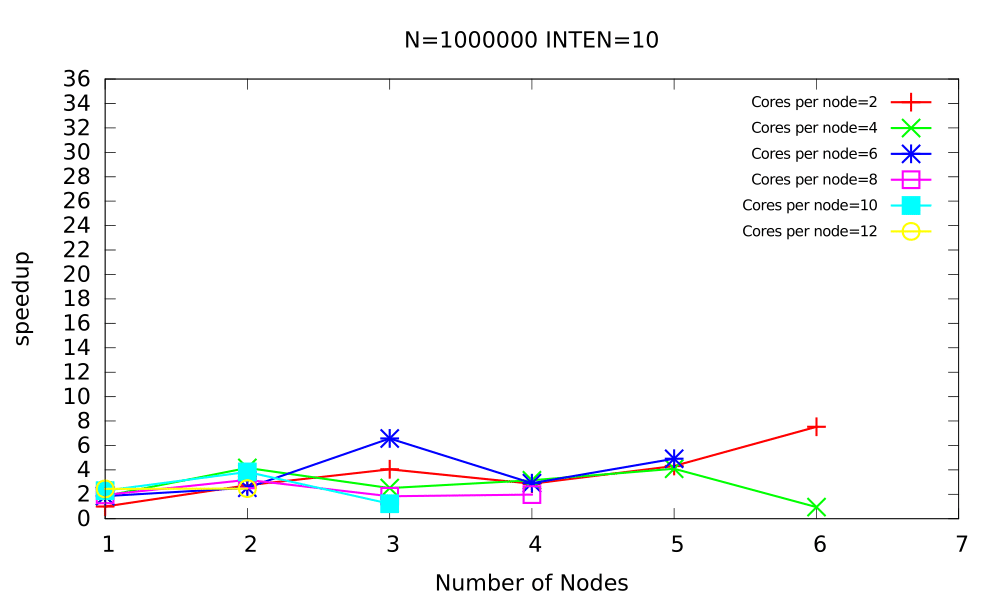 N=1000000 INTEN=10
36
34
32
30
28
26
24
22
20
18
16
14
12
10
8
6
4
2
0
speedup
Cores per node=2
Cores per node=4
Cores per node=6
Cores per node=8
Cores per node=10
Cores per node=12
1 2 3 4 5 6 7
Number of Nodes